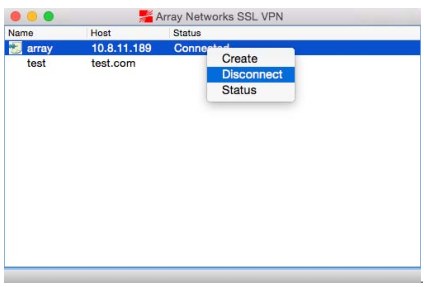 Array Networks SSL VPN
Name Host Status
array 10.8.11.189 Connected
test test.com
Create
Disconnect
Status